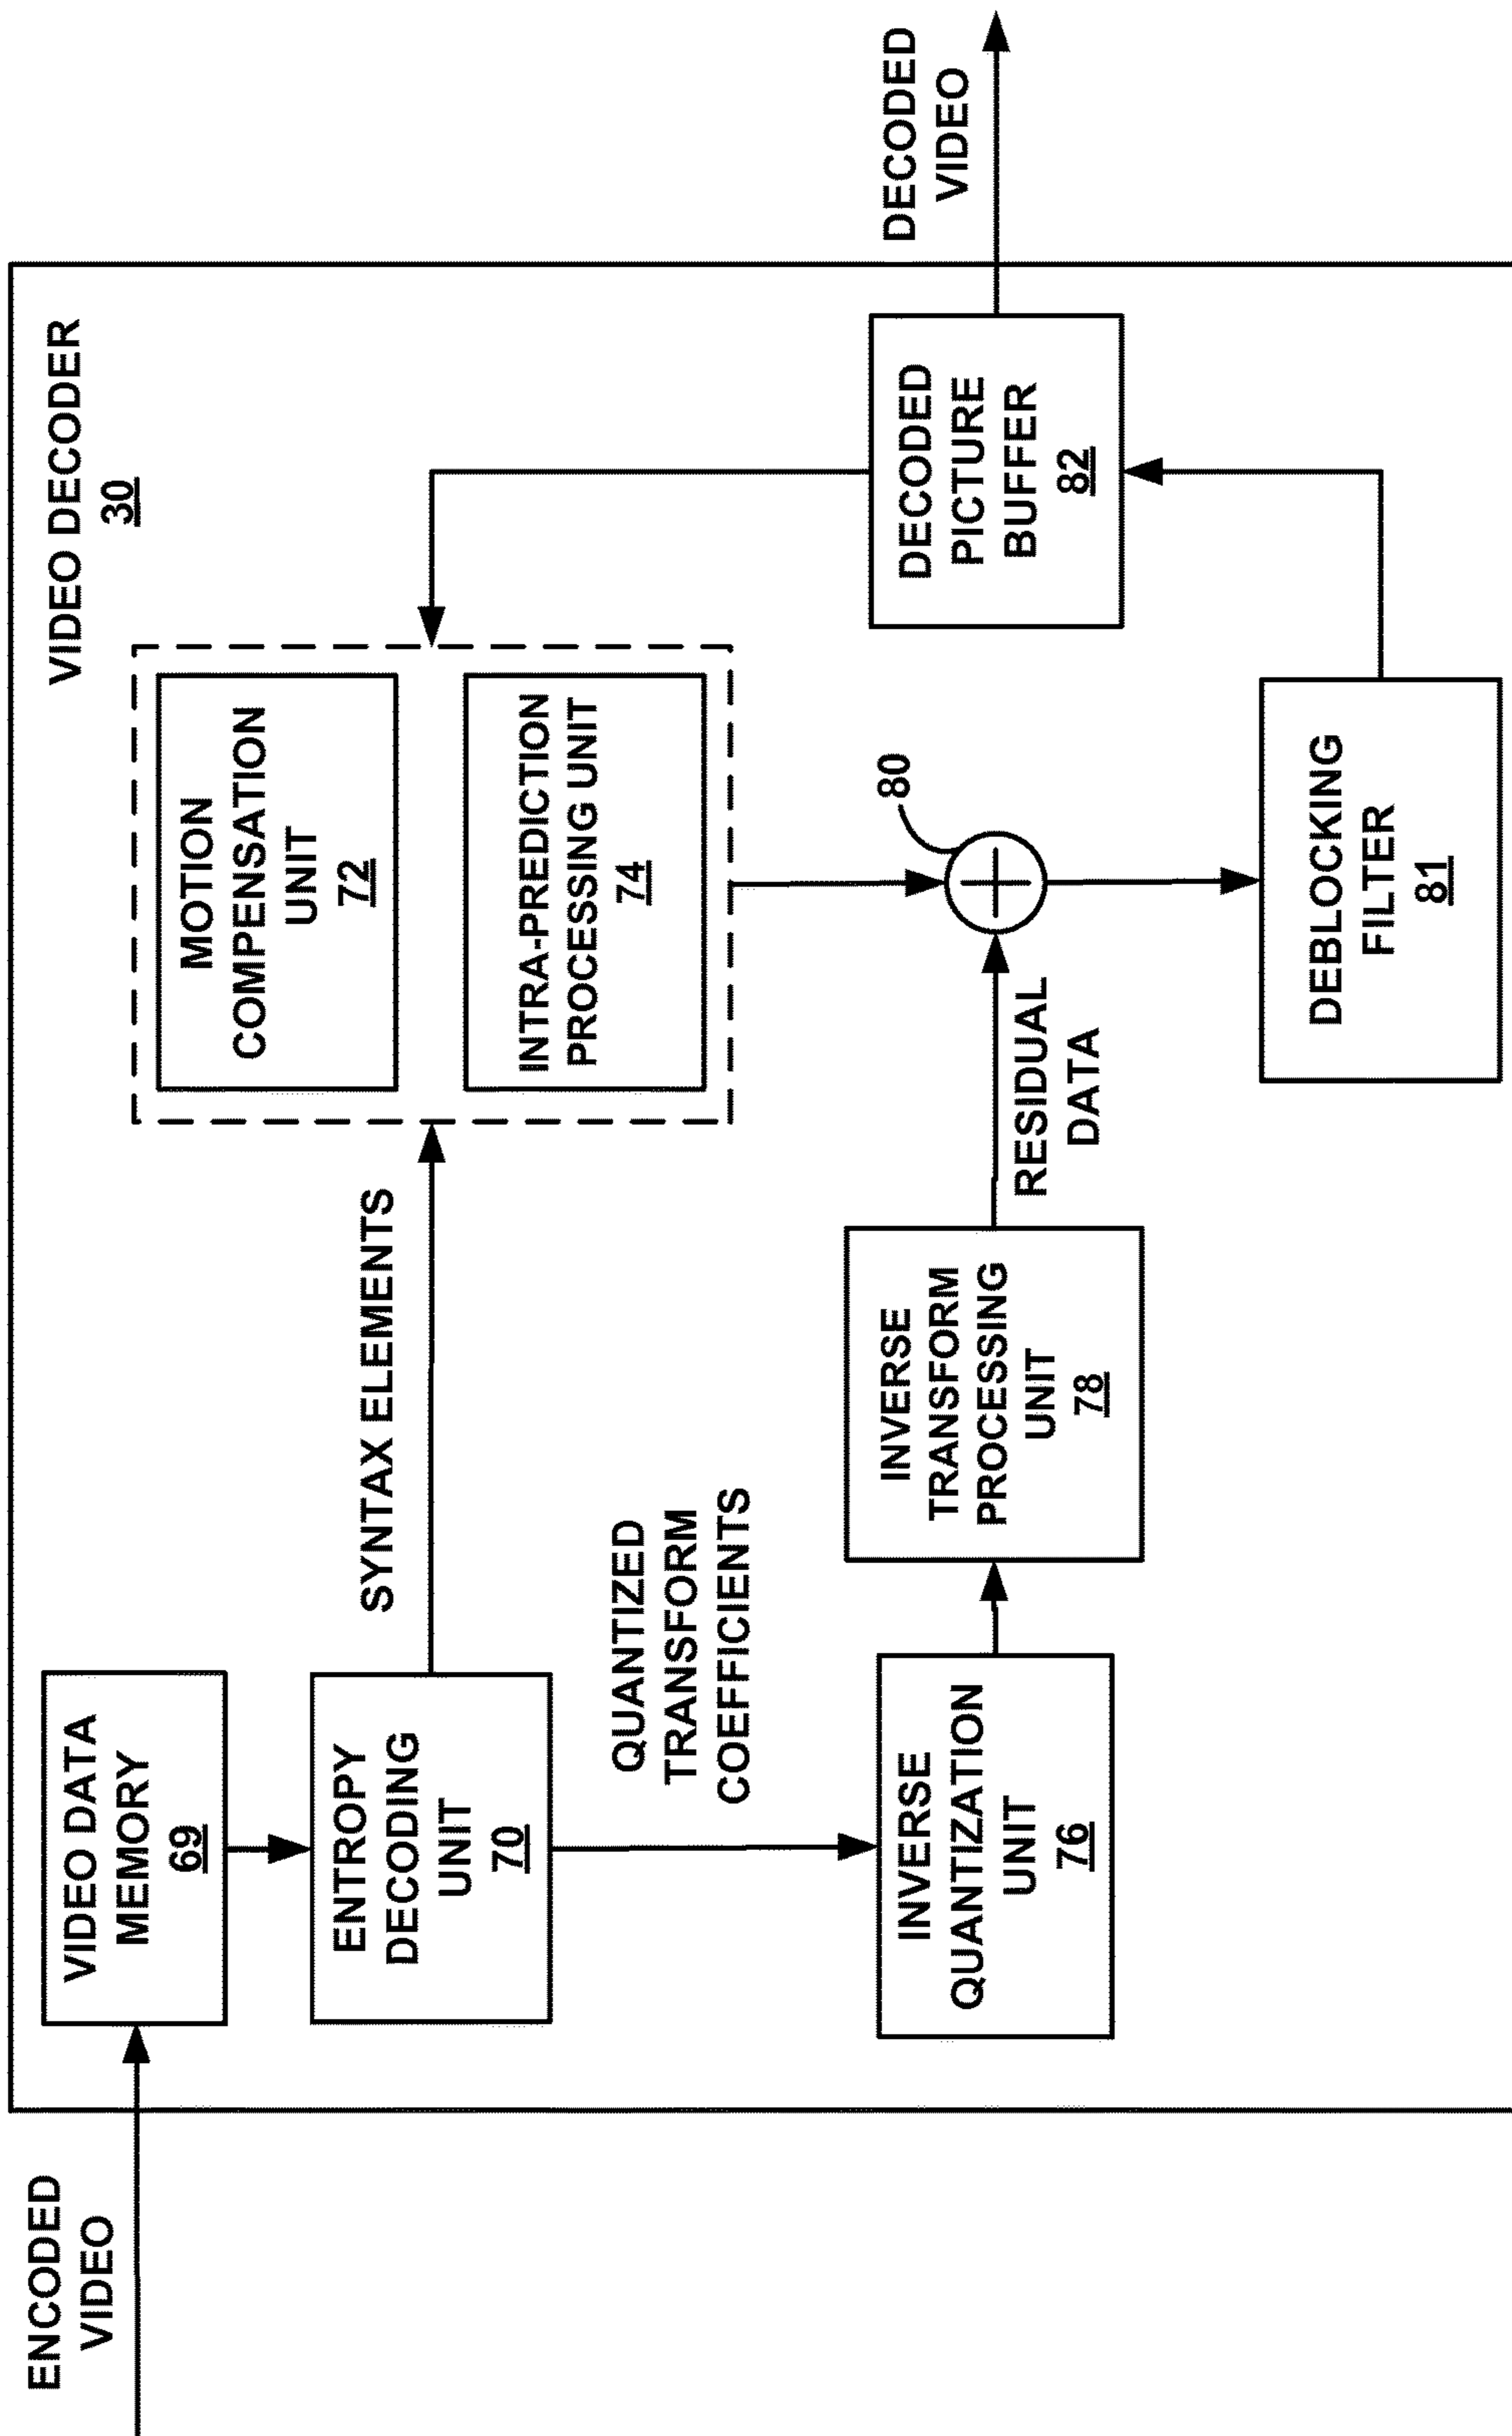 ENCODED
VIDEO
VIDEO DECODER
30
VIDEO DATA
MEMORY
69
ENTROPY
DECODING
UNIT
70
SYNTAX ELEMENTS
MOTION
COMPENSATION
UNIT
72
INTRA-PREDICTION
PROCESSING UNIT
74
QUANTIZED
TRANSFORM
COEFFICIENTS
INVERSE
QUANTIZATION
UNIT
76
INVERSE
TRANSFORM
PROCESSING
UNIT
78
RESIDUAL
DATA
80
DEBLOCKING
FILTER
81
DECODED
PICTURE
BUFFER
82
DECODED
VIDEO